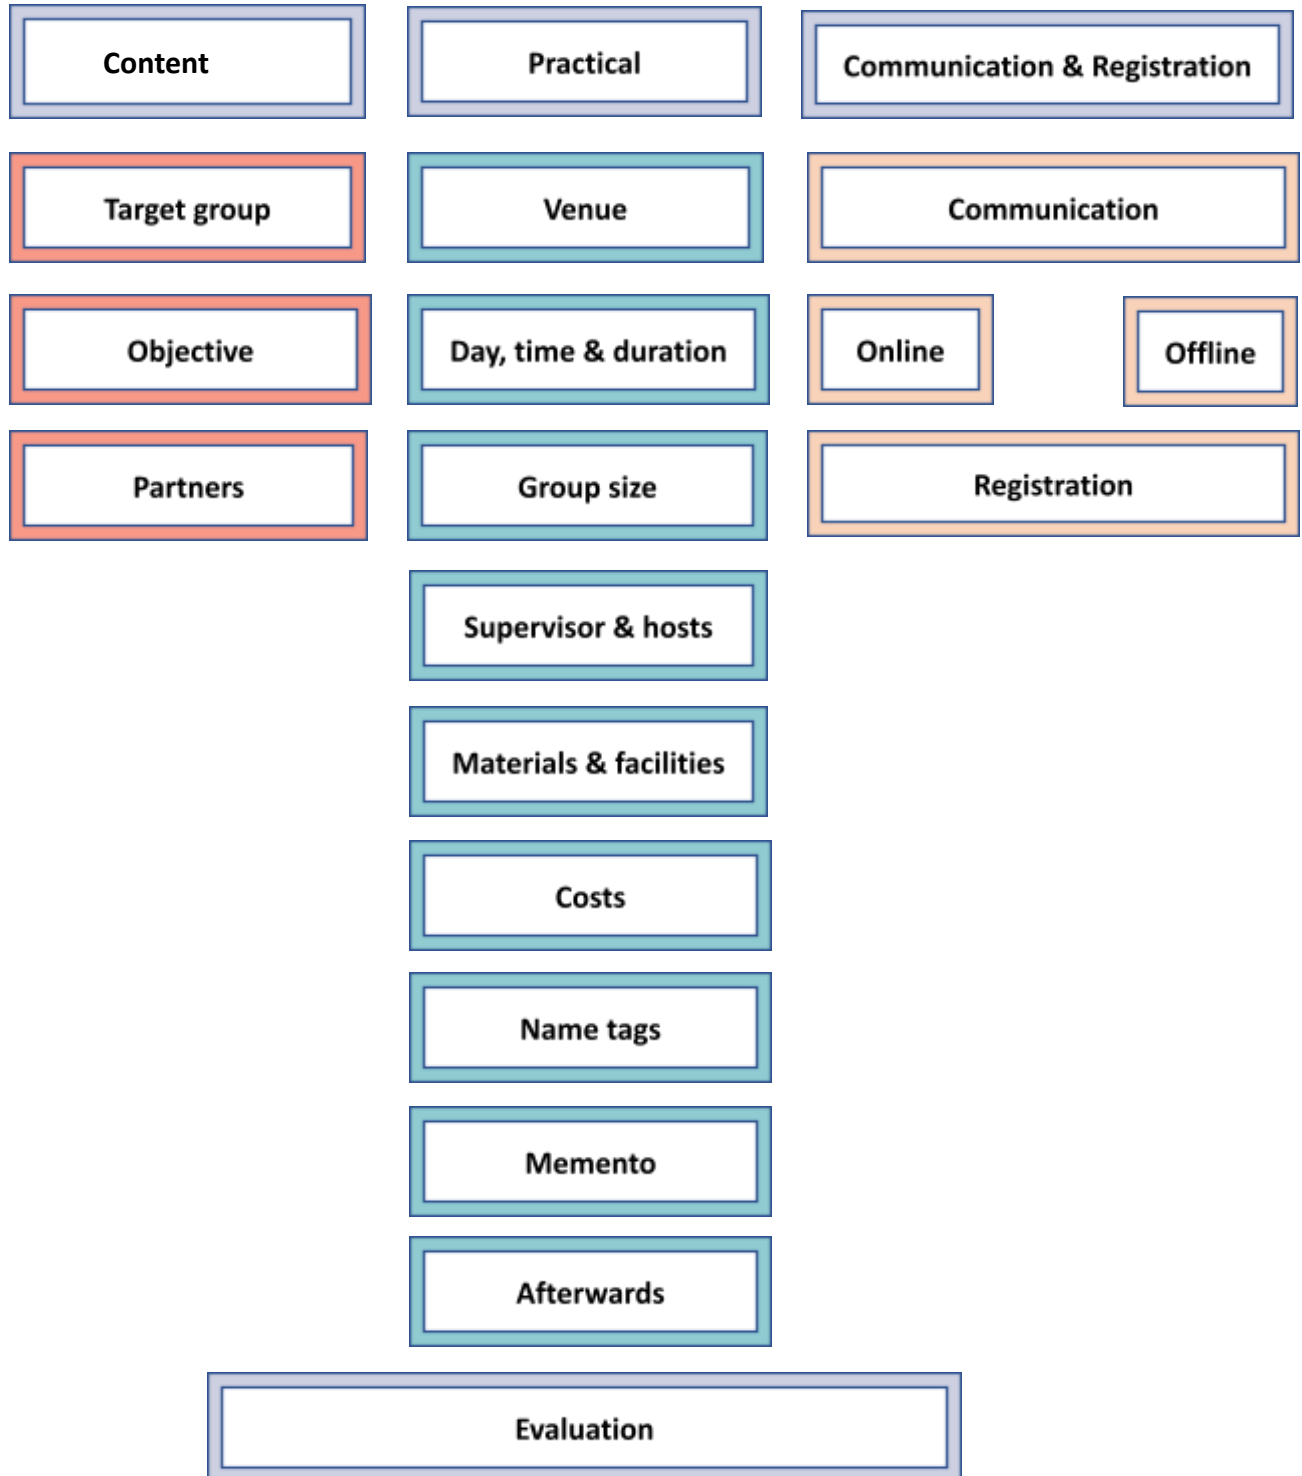 Content
Practical
Communication & Registration
Target group
Venue
Communication
Objective
Day, time & duration
Online
Offline
Partners
Group size
Registration
Supervisor & hosts
Materials & facilities
Costs
Name tags
Memento
Afterwards
Evaluation